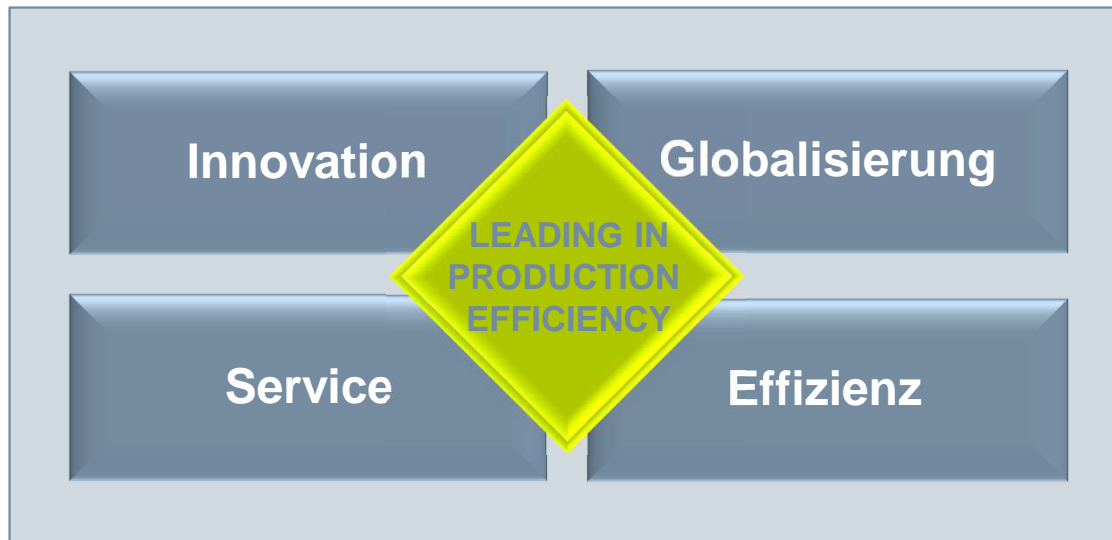 Innovation
Globalisierung
LEADING IN
PRODUCTION
EFFICIENCY
Service
Effizienz